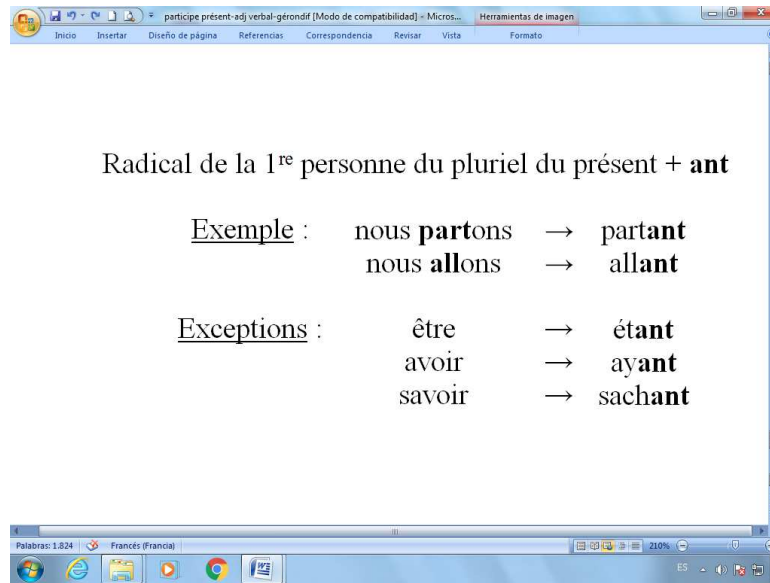 participe présent-adj verbal-gérondif [Modo de compatibilidad] - Micros...
Herramientas de imagen
Inicio Insertar Diseño de página Referencias Correspondencia Revisar Vista Formato
Radical de la 1re personne du pluriel du présent + ant
Exemple : nous partons → partant
nous allons → allant
Exceptions : être → étant
avoir → ayant
savoir → sachant
Palabras: 1.824 Francés (Francia) 210%
ES